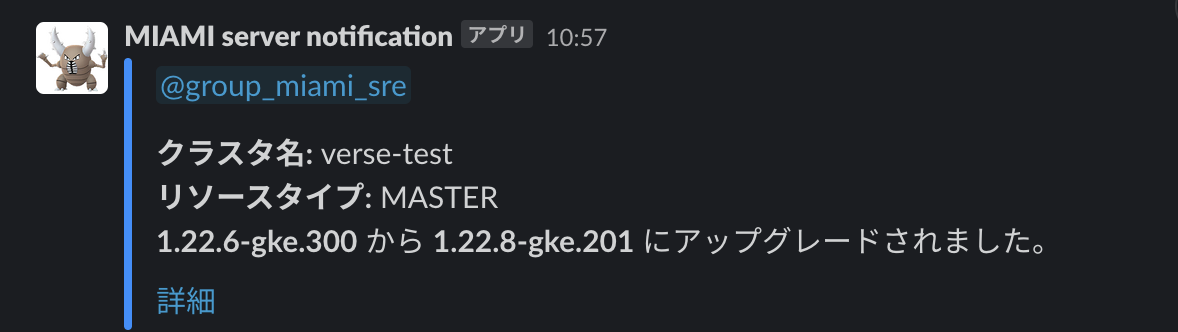 MIAMI server notification アプリ 10:57
@group_miami_sre
クラスタ名: verse-test
リソースタイプ: MASTER
1.22.6-gke.300 から 1.22.8-gke.201 にアップグレードされました。
詳細